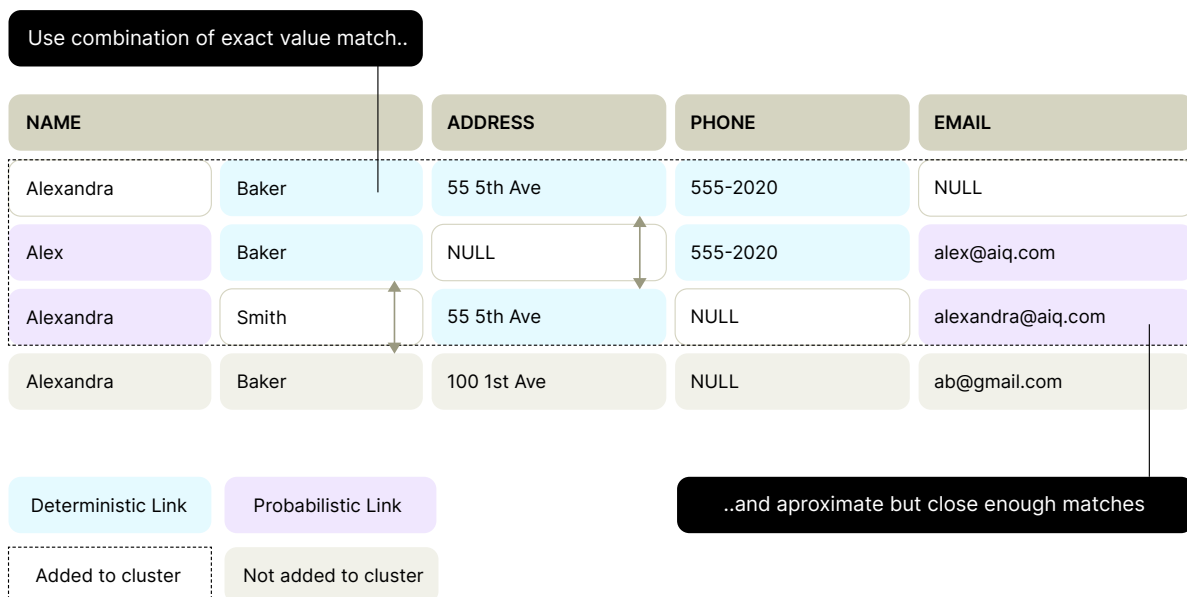 Use combination of exact value match..
NAME ADDRESS PHONE EMAIL
Alexandra Baker 55 5th Ave 555-2020 NULL
Alex Baker NULL 555-2020 alex@aiq.com
Alexandra Smith 55 5th Ave NULL alexandra@aiq.com
Alexandra Baker 100 1st Ave NULL ab@gmail.com
Deterministic Link Probabilistic Link ..and aproximate but close enough matches
Added to cluster Not added to cluster